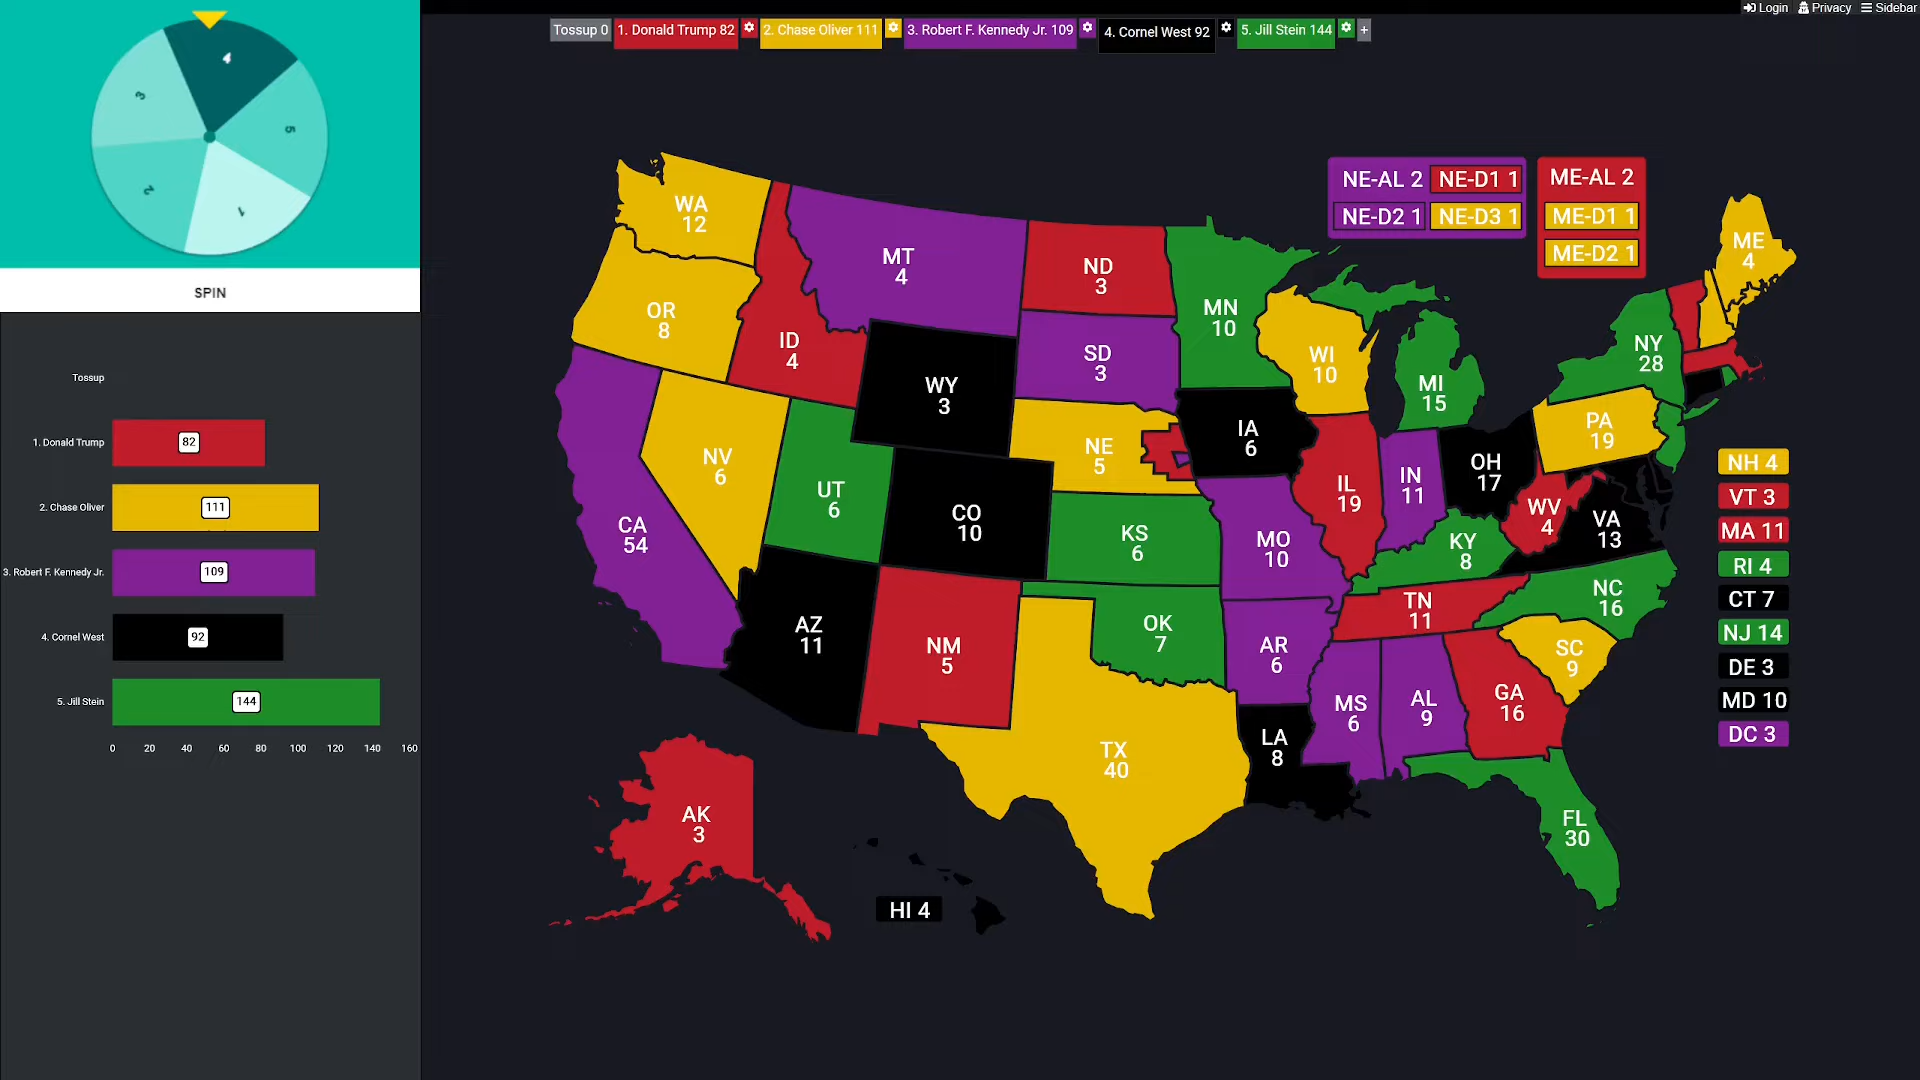 Login Privacy Sidebar
Tossup 0 1. Donald Trump 82 2. Chase Oliver 111 3. Robert F. Kennedy Jr. 109 4. Cornel West 92 5. Jill Stein 144 +
4
3
5
2
1
SPIN
Tossup
1. Donald Trump 82
2. Chase Oliver 111
3. Robert F. Kennedy Jr. 109
4. Cornel West 92
5. Jill Stein 144
0 20 40 60 80 100 120 140 160
NE-AL 2 NE-D1 1
NE-D2 1 NE-D3 1
ME-AL 2
ME-D1 1
ME-D2 1
WA
12
OR
8
ID
4
MT
4
ND
3
MN
10
ME
4
WI
10
MI
15
NY
28
SD
3
WY
3
CA
54
NV
6
UT
6
CO
10
NE
5
IA
6
IL
19
IN
11
OH
17
PA
19
WV
4
VA
13
KS
6
MO
10
KY
8
NC
16
AZ
11
NM
5
OK
7
AR
6
TN
11
SC
9
TX
40
LA
8
MS
6
AL
9
GA
16
FL
30
AK
3
HI 4
NH 4
VT 3
MA 11
RI 4
CT 7
NJ 14
DE 3
MD 10
DC 3